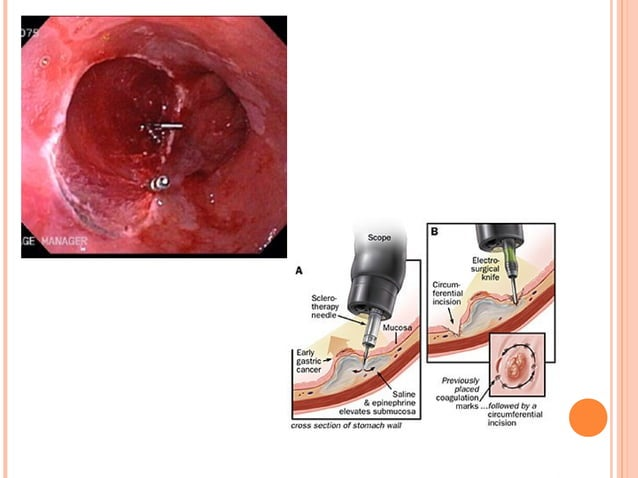 075
GE MANAGER
A
Scope
Sclero-
therapy
needle
Mucosa
Early
gastric
cancer
Saline
& epinephrine
elevates submucosa
cross section of stomach wall
B
Electro-
surgical
knife
Circum-
ferential
incision
Previously
placed
coagulation
marks ...followed by a
circumferential
incision